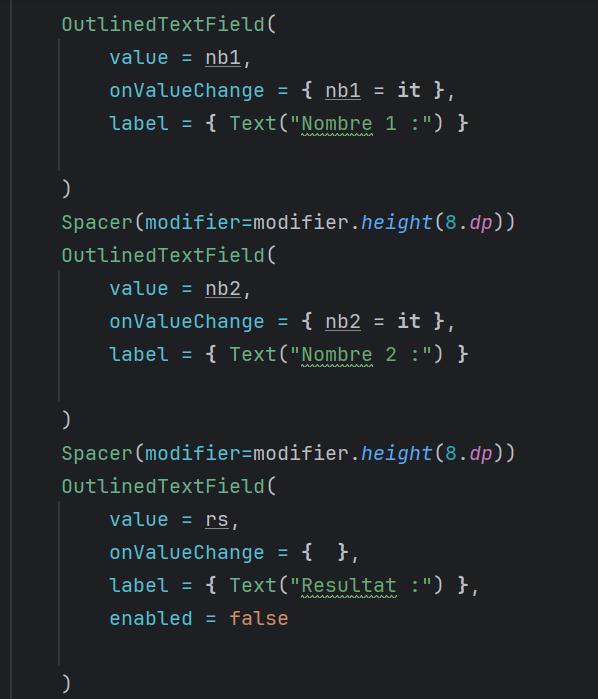 OutlinedTextField(
value = nb1,
onValueChange = { nb1 = it },
label = { Text("Nombre 1 :") }
)
Spacer(modifier=modifier.height(8.dp))
OutlinedTextField(
value = nb2,
onValueChange = { nb2 = it },
label = { Text("Nombre 2 :") }
)
Spacer(modifier=modifier.height(8.dp))
OutlinedTextField(
value = rs,
onValueChange = {  },
label = { Text("Resultat :") },
enabled = false
)